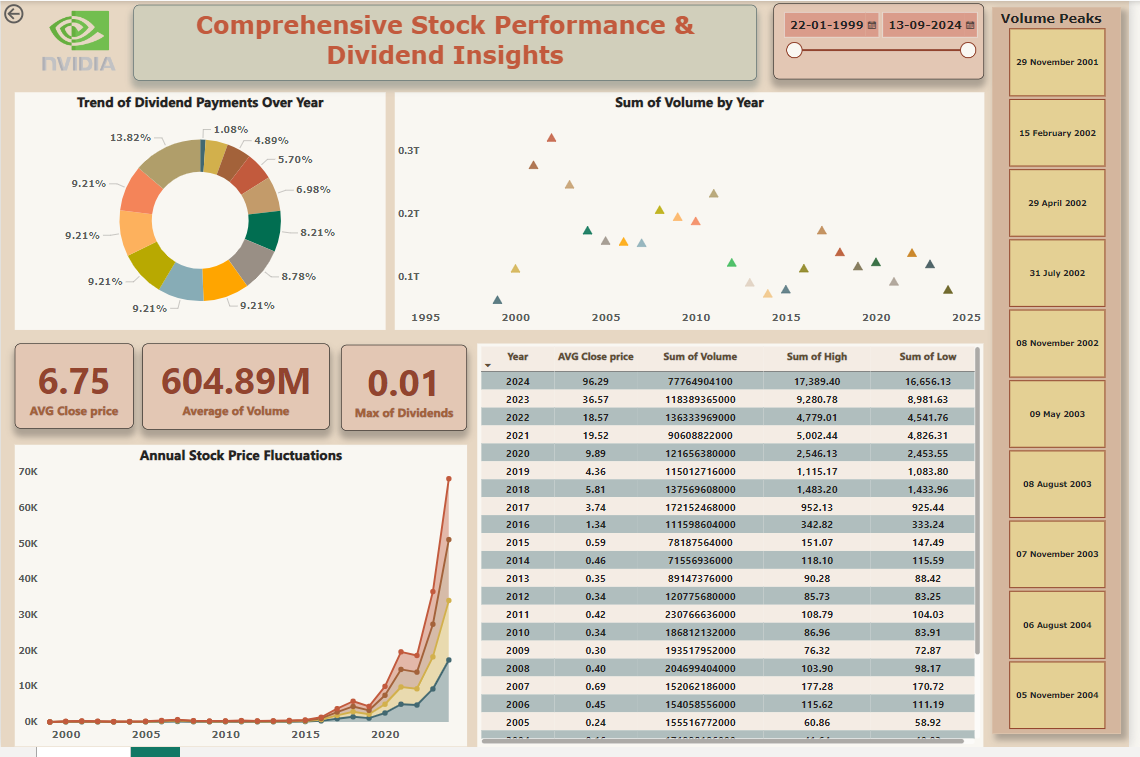 NVIDIA
Comprehensive Stock Performance &
Dividend Insights
22-01-1999
13-09-2024
Volume Peaks
29 November 2001
15 February 2002
29 April 2002
31 July 2002
08 November 2002
09 May 2003
08 August 2003
07 November 2003
06 August 2004
05 November 2004
Trend of Dividend Payments Over Year
1.08%
4.89%
5.70%
6.98%
8.21%
8.78%
9.21%
9.21%
9.21%
9.21%
9.21%
13.82%
Sum of Volume by Year
0.3T
0.2T
0.1T
1995 2000 2005 2010 2015 2020 2025
6.75
AVG Close price
604.89M
Average of Volume
0.01
Max of Dividends
Annual Stock Price Fluctuations
70K
60K
50K
40K
30K
20K
10K
0K
2000 2005 2010 2015 2020
Year AVG Close price Sum of Volume Sum of High Sum of Low
2024 96.29 77764904100 17,389.40 16,656.13
2023 36.57 118389365000 9,280.78 8,981.63
2022 18.57 136333969000 4,779.01 4,541.76
2021 19.52 90608822000 5,002.44 4,826.31
2020 9.89 121656380000 2,546.13 2,453.55
2019 4.36 115012716000 1,115.17 1,083.80
2018 5.81 137569608000 1,483.20 1,433.96
2017 3.74 172152468000 952.13 925.44
2016 1.34 111598604000 342.82 333.24
2015 0.59 78187564000 151.07 147.49
2014 0.46 71556936000 118.10 115.59
2013 0.35 89147376000 90.28 88.42
2012 0.34 120775680000 85.73 83.25
2011 0.42 230766636000 108.79 104.03
2010 0.34 186812132000 86.96 83.91
2009 0.30 193517952000 76.32 72.87
2008 0.40 204699404000 103.90 98.17
2007 0.69 152062186000 177.28 170.72
2006 0.45 154058556000 115.62 111.19
2005 0.24 155516772000 60.86 58.92